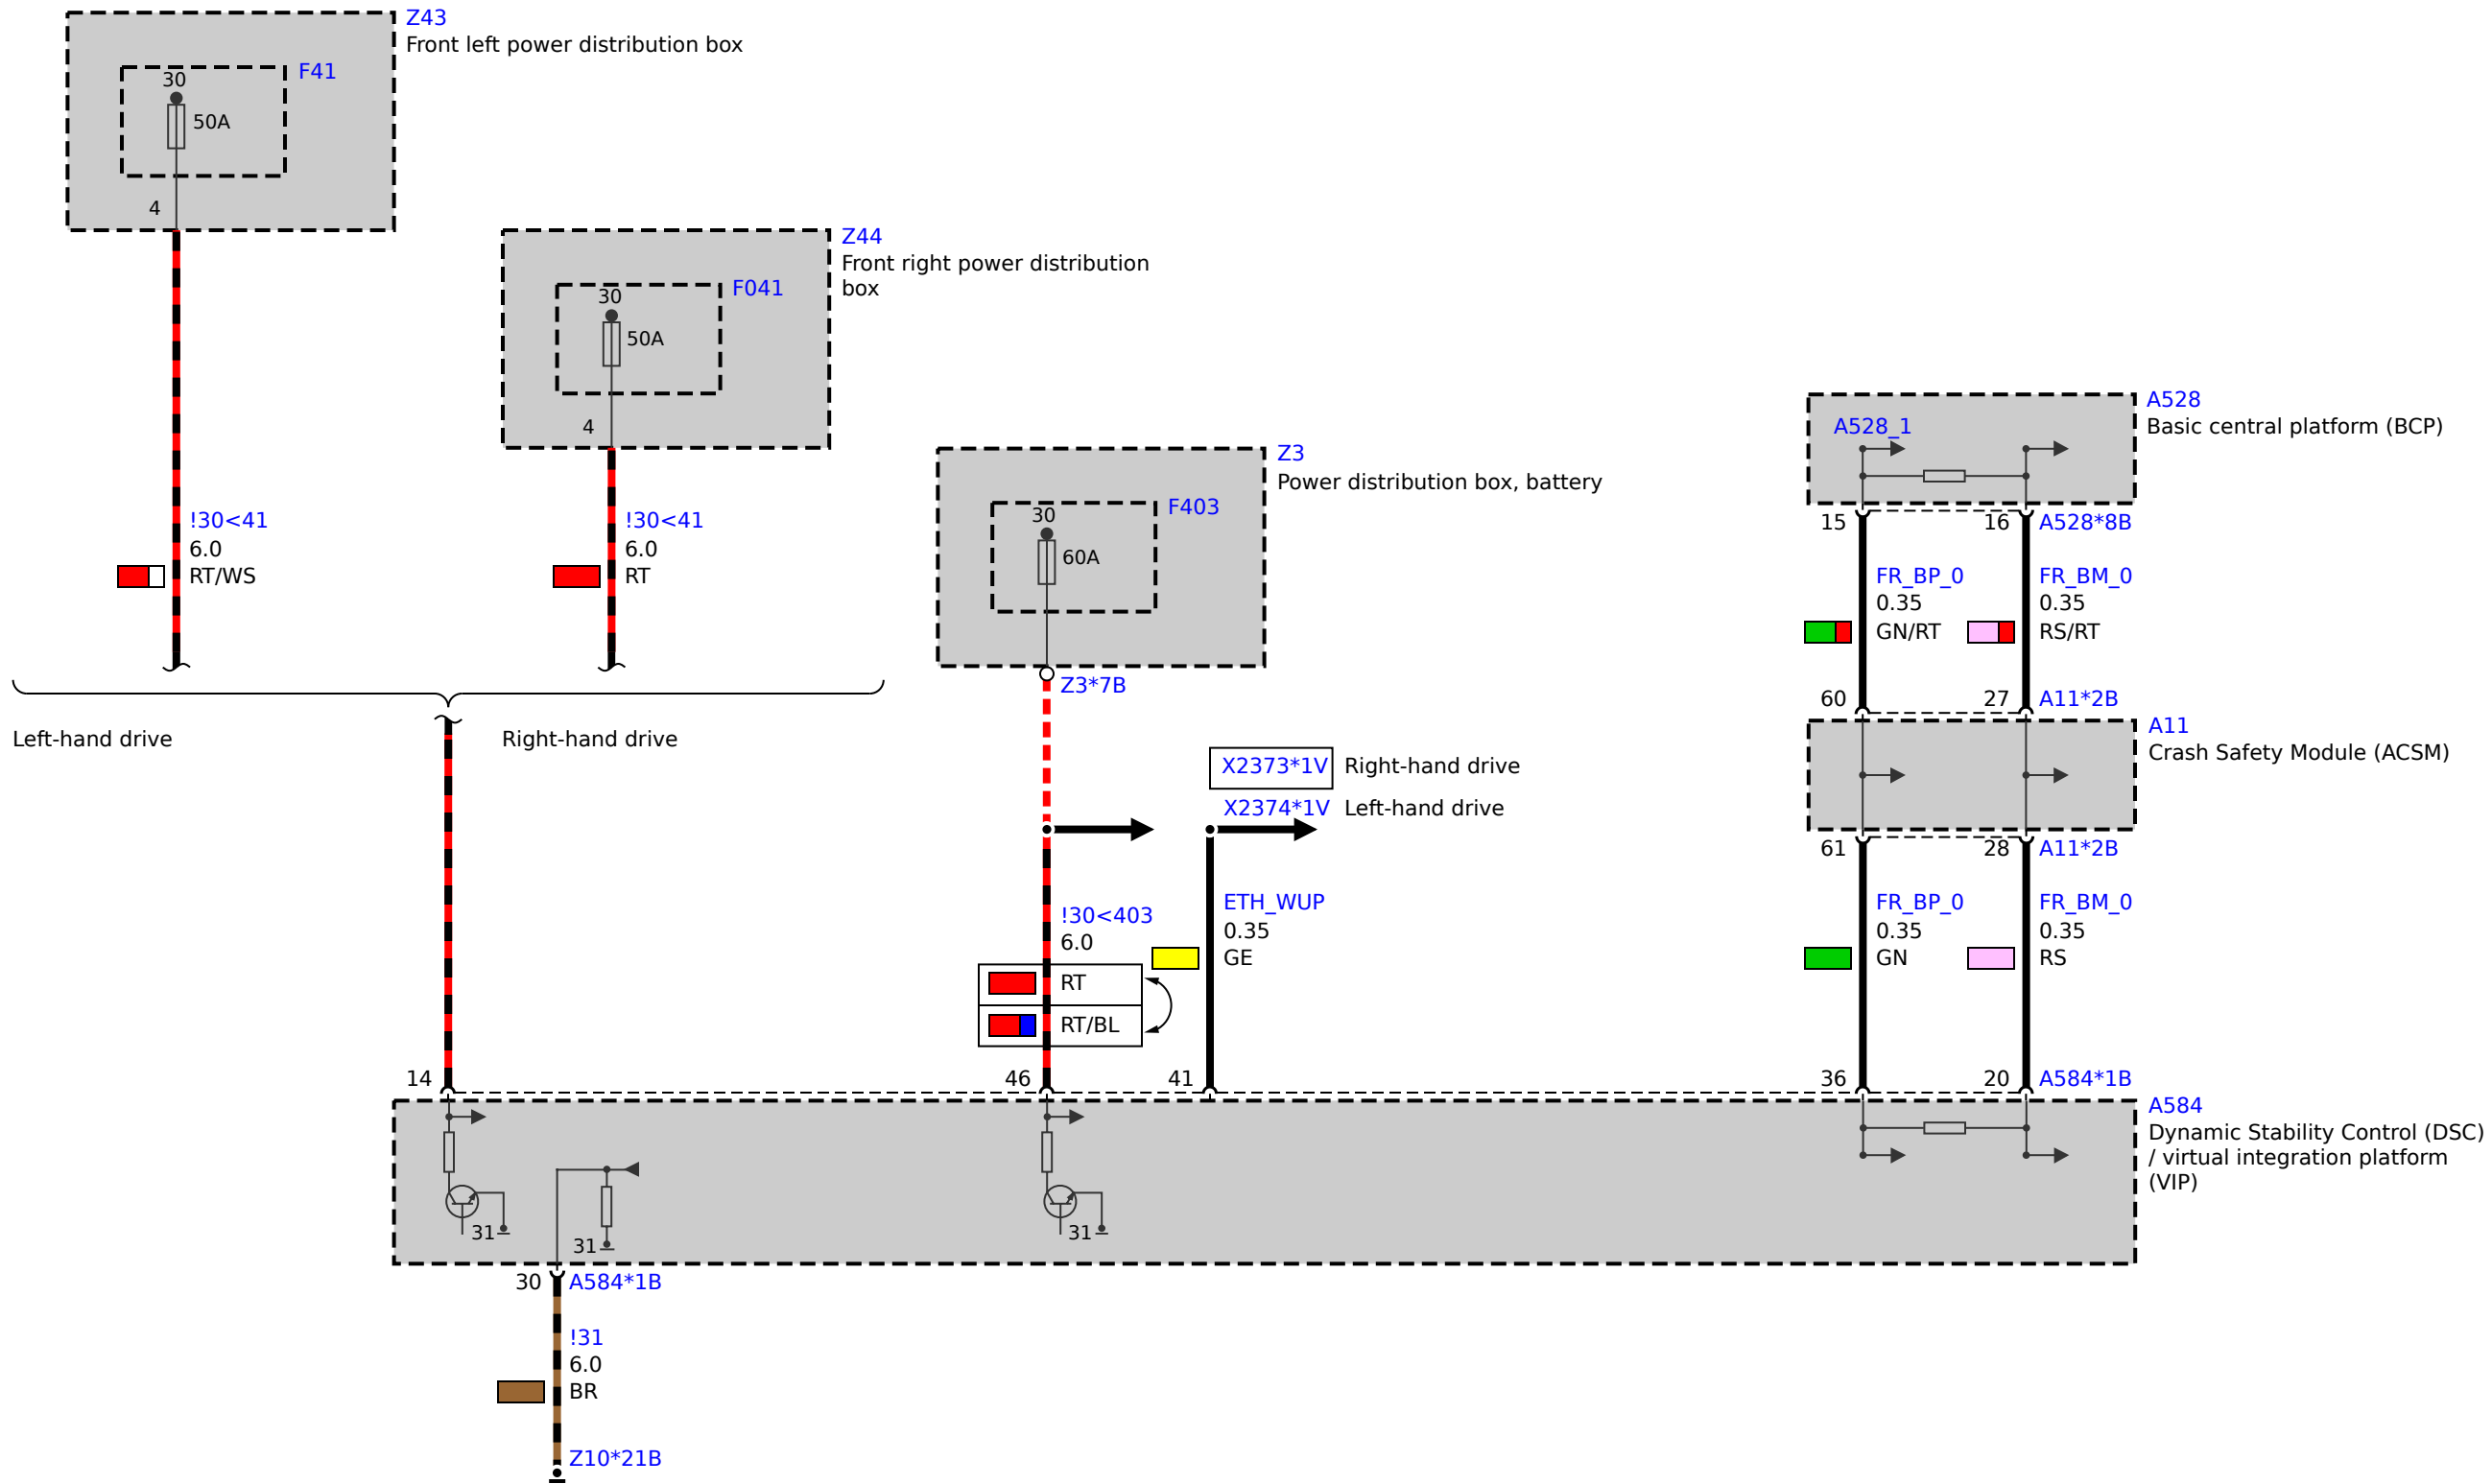 Z43
Front left power distribution box
F41
30
50A
4
Z44
Front right power distribution
box
F041
30
50A
4
A528
Basic central platform (BCP)
A528_1
Z3
Power distribution box, battery
F403
30
60A
!30<41
6.0
RT/WS
!30<41
6.0
RT
15
16
A528*8B
FR_BP_0
0.35
GN/RT
FR_BM_0
0.35
RS/RT
Z3*7B
60
27
A11*2B
A11
Crash Safety Module (ACSM)
Left-hand drive
Right-hand drive
X2373*1V
Right-hand drive
X2374*1V
Left-hand drive
61
28
A11*2B
!30<403
6.0
RT
RT/BL
ETH_WUP
0.35
GE
FR_BP_0
0.35
GN
FR_BM_0
0.35
RS
14
46
41
36
20
A584*1B
A584
Dynamic Stability Control (DSC)
/ virtual integration platform
(VIP)
31
31
31
30
A584*1B
!31
6.0
BR
Z10*21B